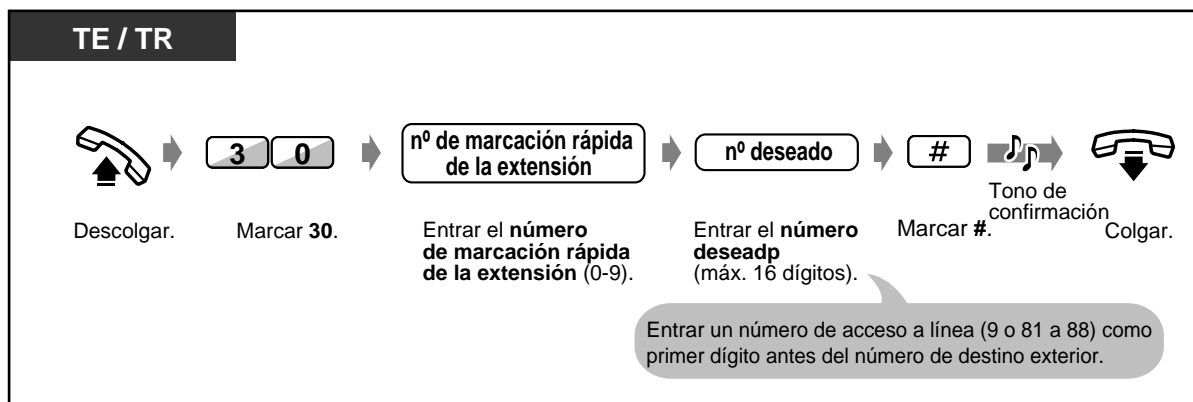 TE / TR
3 0
nº de marcación rápida
de la extensión
nº deseado
#
Descolgar.
Marcar 30.
Entrar el número
de marcación rápida
de la extensión (0-9).
Entrar el número
deseadp
(máx. 16 dígitos).
Marcar #.
Tono de
confirmación
Colgar.
Entrar un número de acceso a línea (9 o 81 a 88) como
primer dígito antes del número de destino exterior.